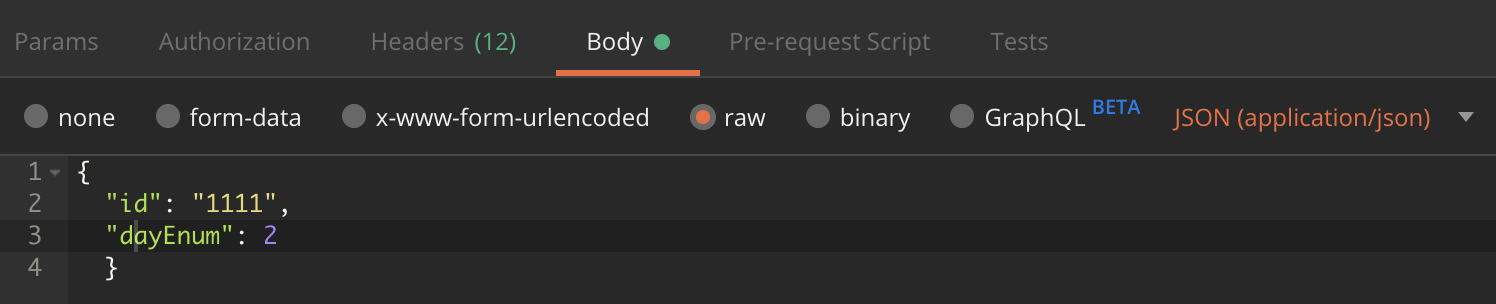 Params Authorization Headers (12) Body Pre-request Script Tests
none form-data x-www-form-urlencoded raw binary GraphQL BETA JSON (application/json)
1 {
2 "id": "1111",
3 "dayEnum": 2
4 }